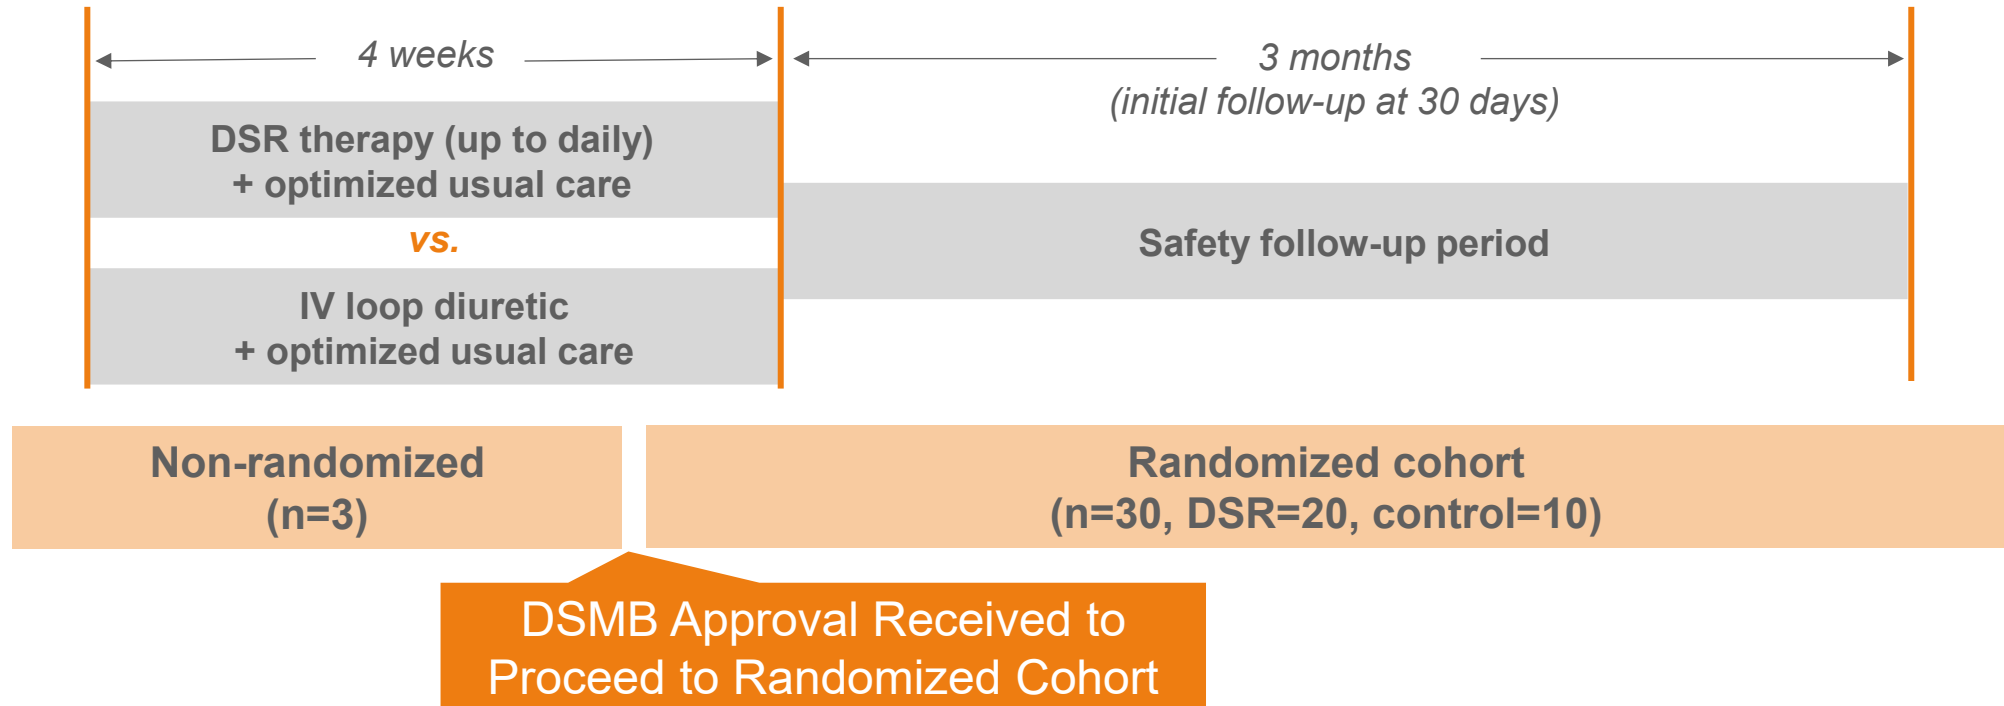 4 weeks
3 months
(initial follow-up at 30 days)
DSR therapy (up to daily)
+ optimized usual care
vs.
IV loop diuretic
+ optimized usual care
Safety follow-up period
Non-randomized
(n=3)
Randomized cohort
(n=30, DSR=20, control=10)
DSMB Approval Received to
Proceed to Randomized Cohort